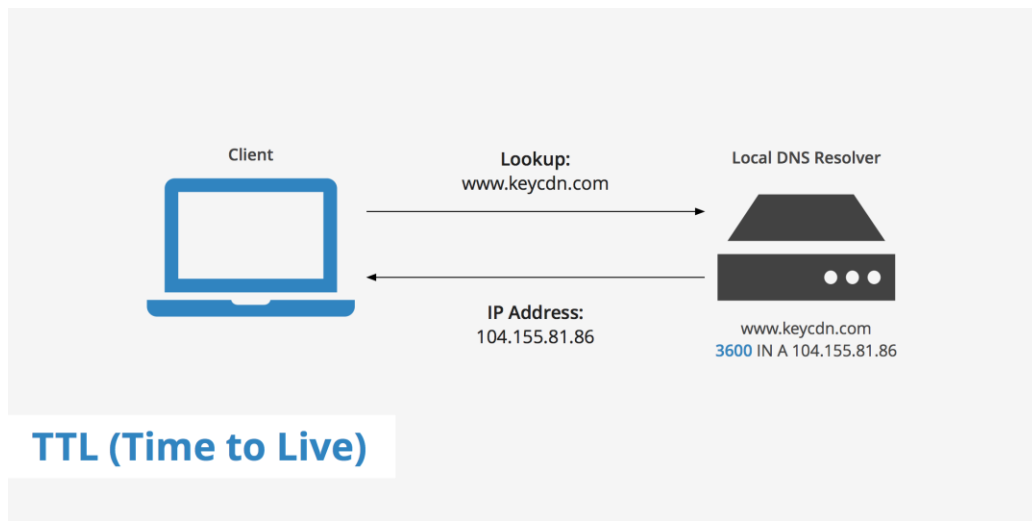 Client
Lookup:
www.keycdn.com
Local DNS Resolver
IP Address:
104.155.81.86
www.keycdn.com
3600 IN A 104.155.81.86
TTL (Time to Live)